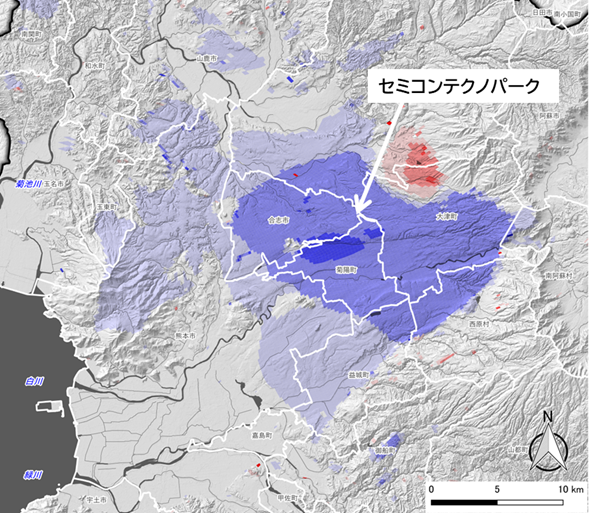 日田市
南小国町
南関町
和水町
山鹿市
セミコンテクノパーク
阿蘇市
菊池川
玉名市
玉東町
合志市
大津町
菊陽町
南阿蘇村
熊本市
西原村
白川
益城町
嘉島町
御船町
山都町
緑川
宇土市
甲佐町
N
0 5 10 km